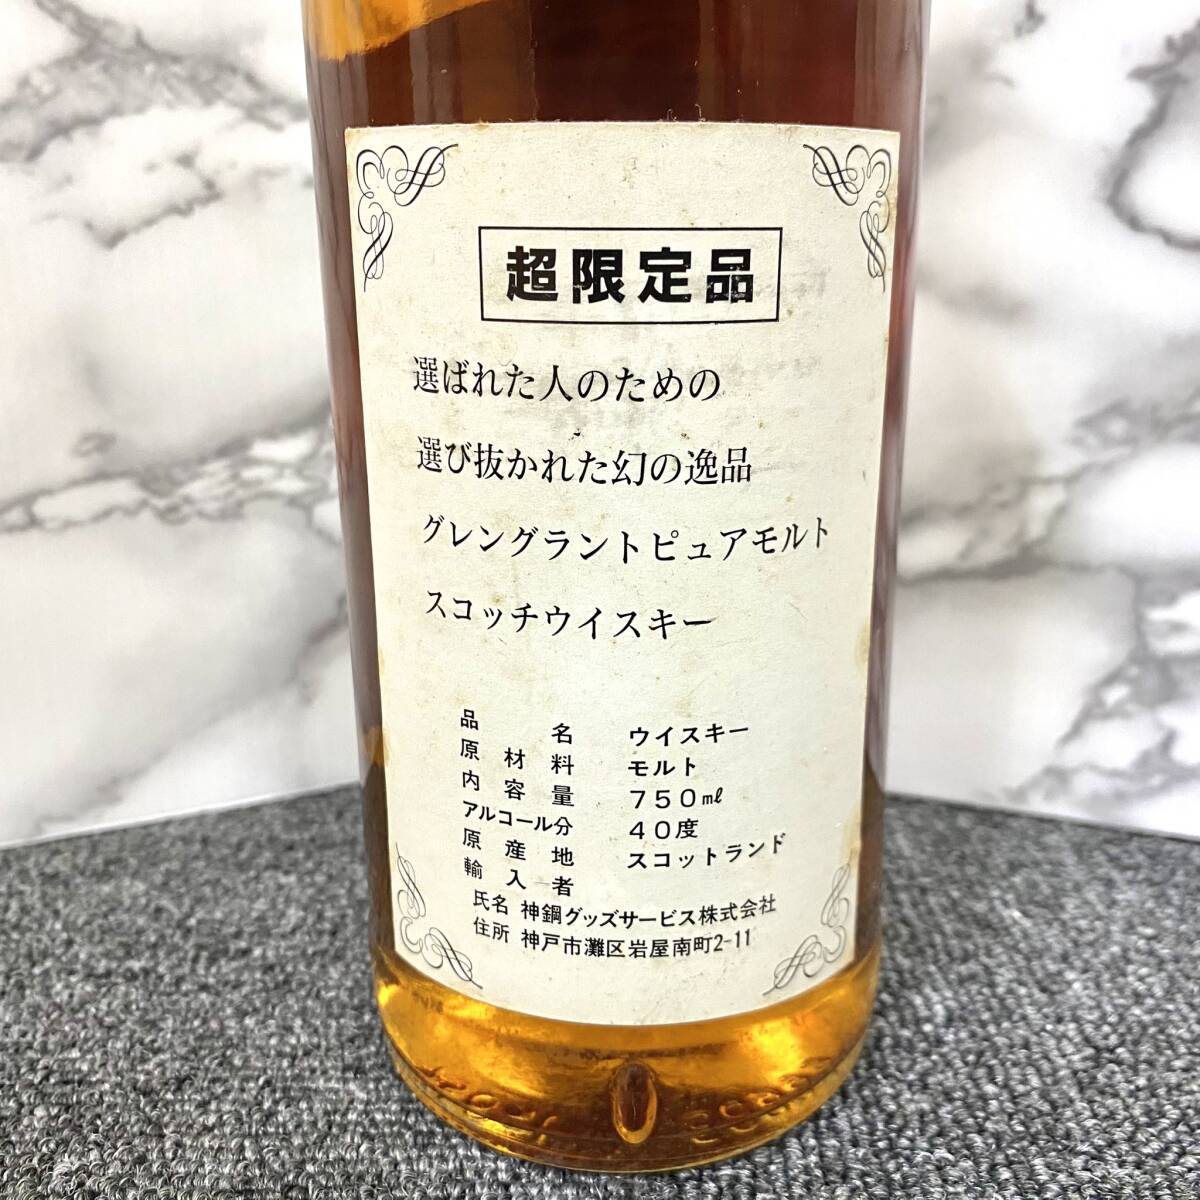 超限定品
選ばれた人のための
選び抜かれた幻の逸品
グレングラントピュアモルト
スコッチウイスキー
品名 ウイスキー
原材料 モルト
内容量 750ml
アルコール分 40度
原産地 スコットランド
輸入者
氏名 神鋼グッズサービス株式会社
住所 神戸市灘区岩屋南町2-11